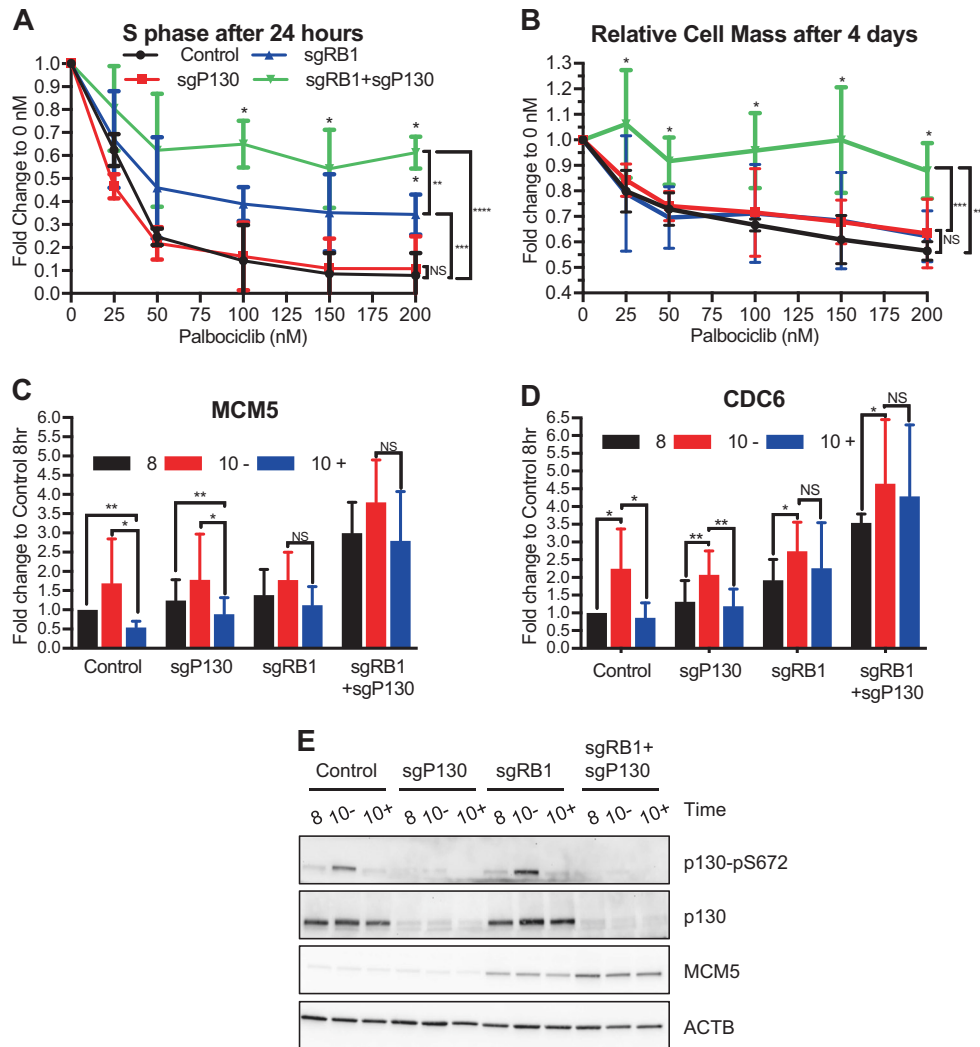 A
S phase after 24 hours
Control
sgRB1
sgP130
sgRB1+sgP130
Fold Change to 0 nM
1.0
0.9
0.8
0.7
0.6
0.5
0.4
0.3
0.2
0.1
0.0
* * *
*
NS
**
***
****
0 25 50 75 100 125 150 175 200
Palbociclib (nM)
B
Relative Cell Mass after 4 days
Fold Change to 0 nM
1.3
1.2
1.1
1.0
0.9
0.8
0.7
0.6
0.5
0.4
* * * * *
NS
***
**
0 25 50 75 100 125 150 175 200
Palbociclib (nM)
C
MCM5
8 10 - 10 +
Fold change to Control 8hr
6.0
5.5
5.0
4.5
4.0
3.5
3.0
2.5
2.0
1.5
1.0
0.5
0.0
** *
** *
NS
NS
Control sgP130 sgRB1 sgRB1
+sgP130
D
CDC6
8 10 - 10 +
Fold change to Control 8hr
6.5
6.0
5.5
5.0
4.5
4.0
3.5
3.0
2.5
2.0
1.5
1.0
0.5
0.0
* *
** **
* NS
* NS
Control sgP130 sgRB1 sgRB1
+sgP130
E
Control sgP130 sgRB1 sgRB1+
sgP130
8 10- 10+ 8 10- 10+ 8 10- 10+ 8 10- 10+ Time
p130-pS672
p130
MCM5
ACTB